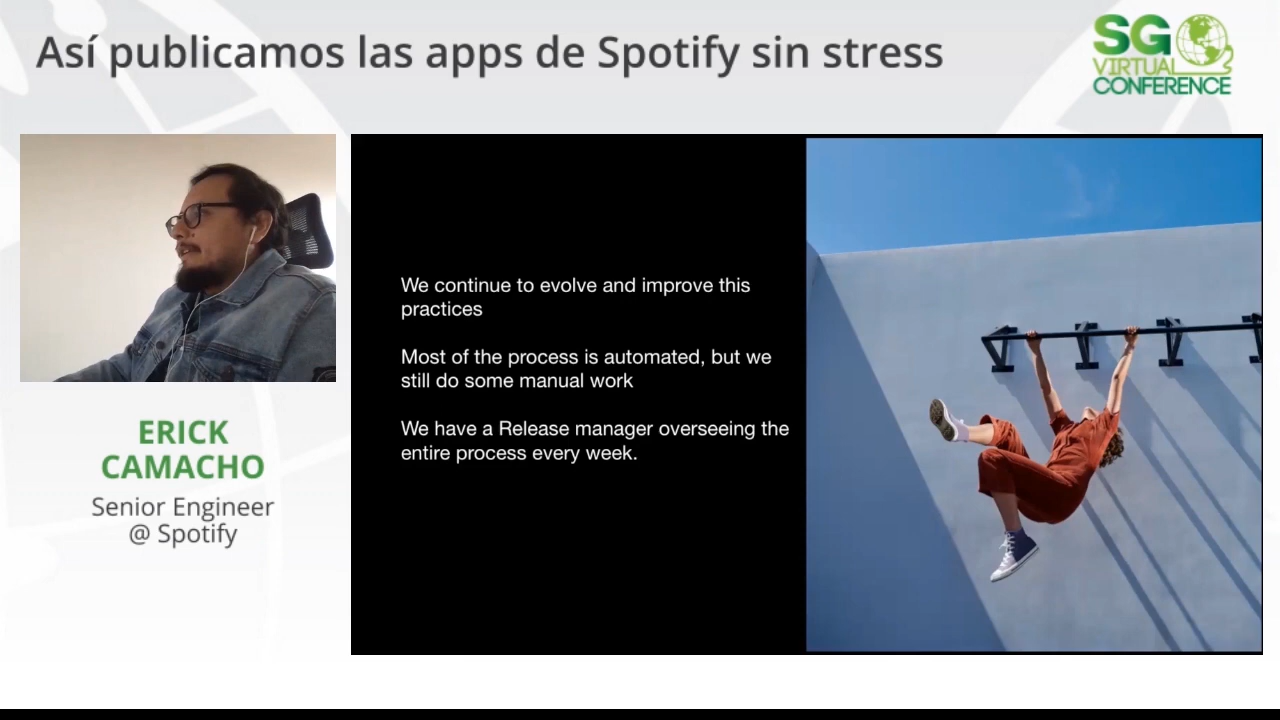 Así publicamos las apps de Spotify sin stress
SG
VIRTUAL
CONFERENCE
ERICK
CAMACHO
Senior Engineer
@ Spotify
We continue to evolve and improve this
practices
Most of the process is automated, but we
still do some manual work
We have a Release manager overseeing the
entire process every week.